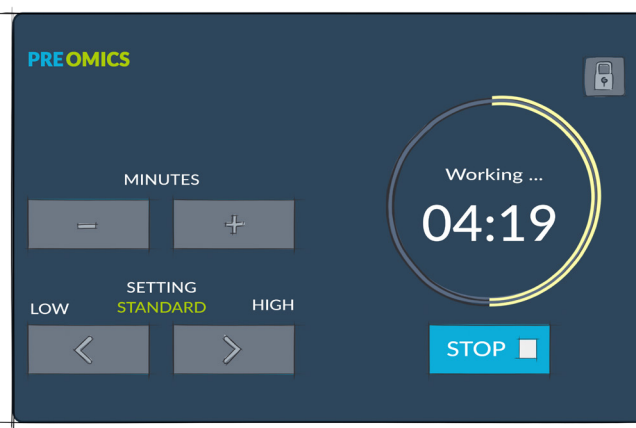 PREOMICS
MINUTES
- +
SETTING
LOW STANDARD HIGH
< >
Working ...
04:19
STOP